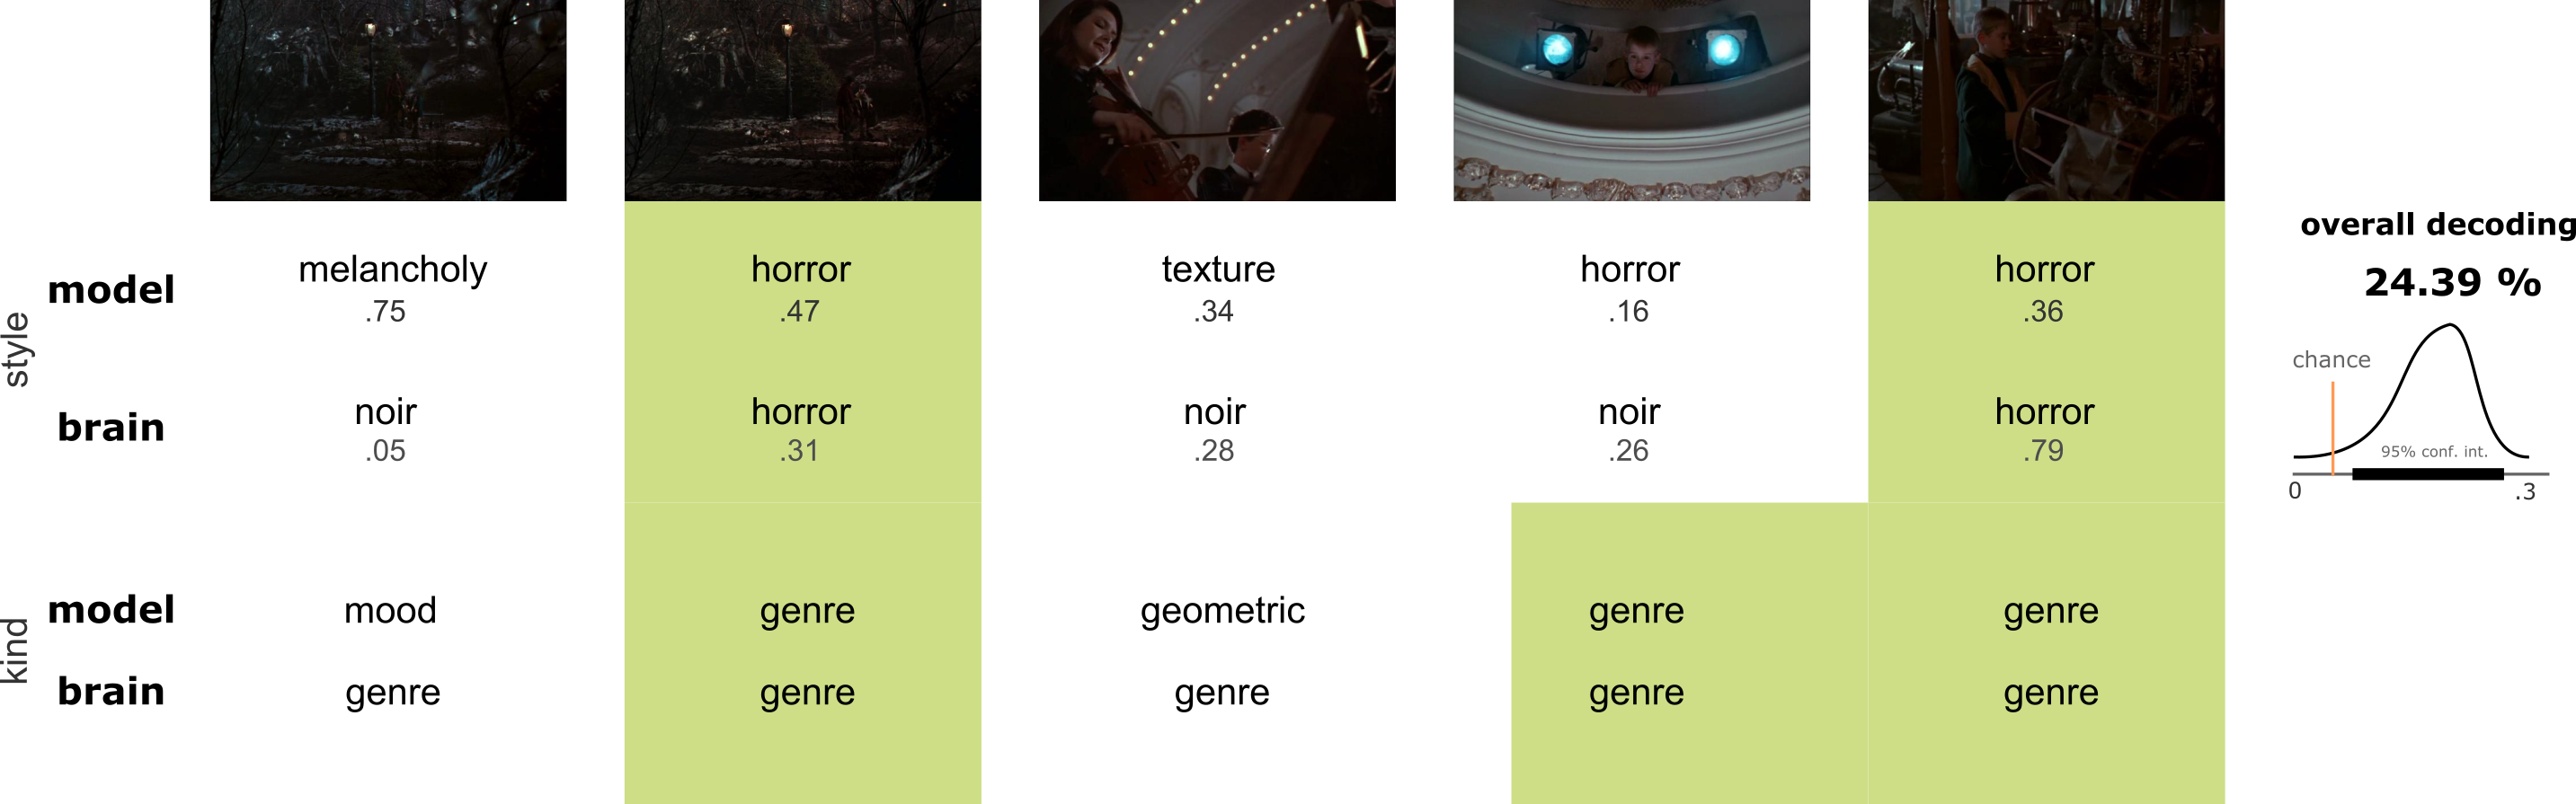 overall decoding
24.39 %
chance
95% conf. int.
0
.3
style
model
melancholy
.75
horror
.47
texture
.34
horror
.16
horror
.36
brain
noir
.05
horror
.31
noir
.28
noir
.26
horror
.79
kind
model
mood
genre
geometric
genre
genre
brain
genre
genre
genre
genre
genre